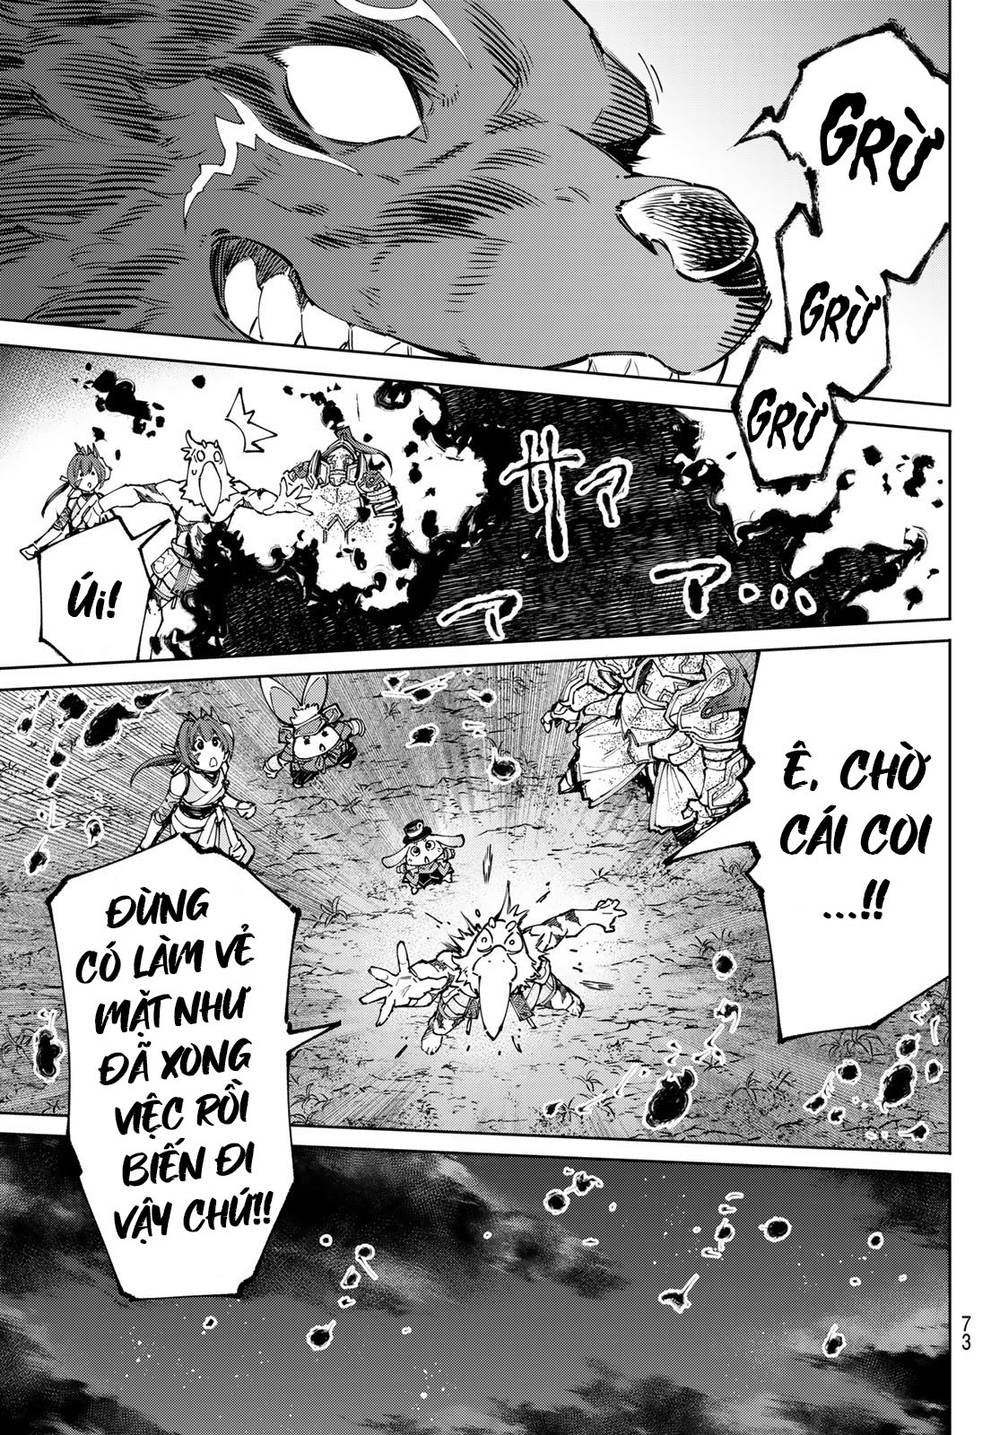 GRỪ
GRỪ
GRỪ
サァ
ァ
ァ...
ÚI!
Ê, CHỜ
CÁI COI
...!!
ĐỪNG
CÓ LÀM VẺ
MẶT NHƯ
ĐÃ XONG
VIỆC RỒI
BIẾN ĐI
VẬY CHỨ!!
73